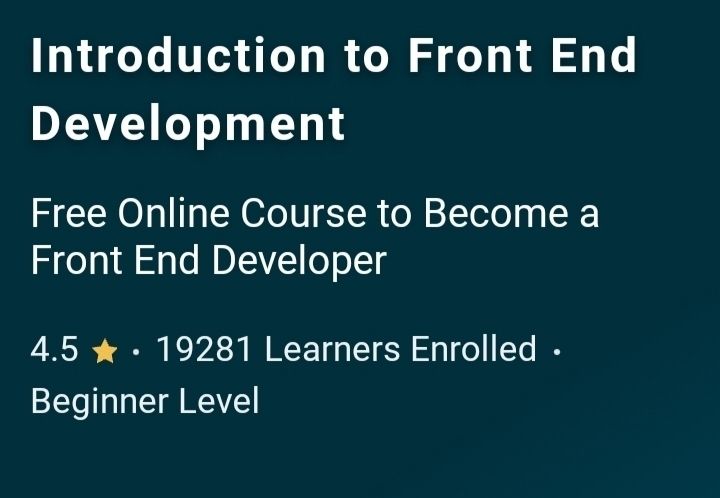 Introduction to Front End
Development
Free Online Course to Become a
Front End Developer
4.5 ★ • 19281 Learners Enrolled •
Beginner Level